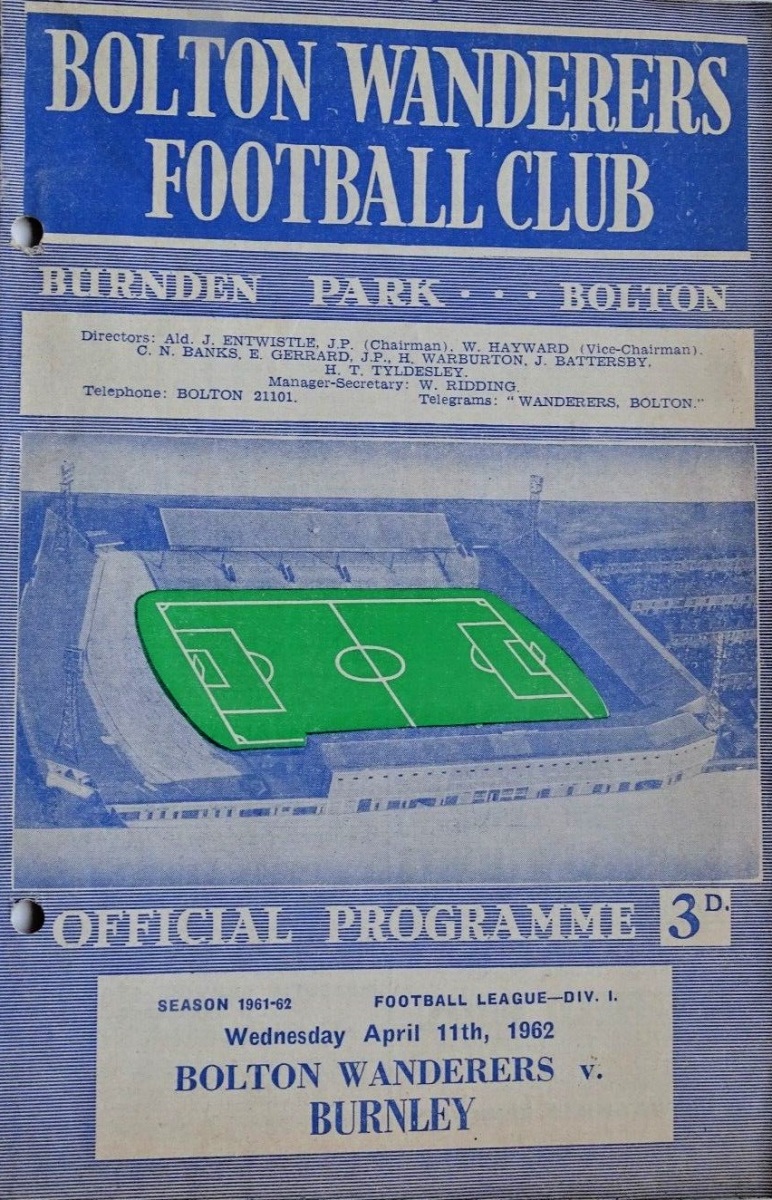 BOLTON WANDERERS
FOOTBALL CLUB
BURNDEN PARK . . . BOLTON
Directors: Ald. J. ENTWISTLE, J.P. (Chairman), W. HAYWARD (Vice-Chairman).
C. N. BANKS, E. GERRARD, J.P., H. WARBURTON, J. BATTERSBY,
H. T. TYLDESLEY.
Manager-Secretary: W. RIDDING.
Telephone: BOLTON 21101. Telegrams: "WANDERERS, BOLTON."
OFFICIAL PROGRAMME 3D.
SEASON 1961-62 FOOTBALL LEAGUE—DIV. I.
Wednesday April 11th, 1962
BOLTON WANDERERS v.
BURNLEY